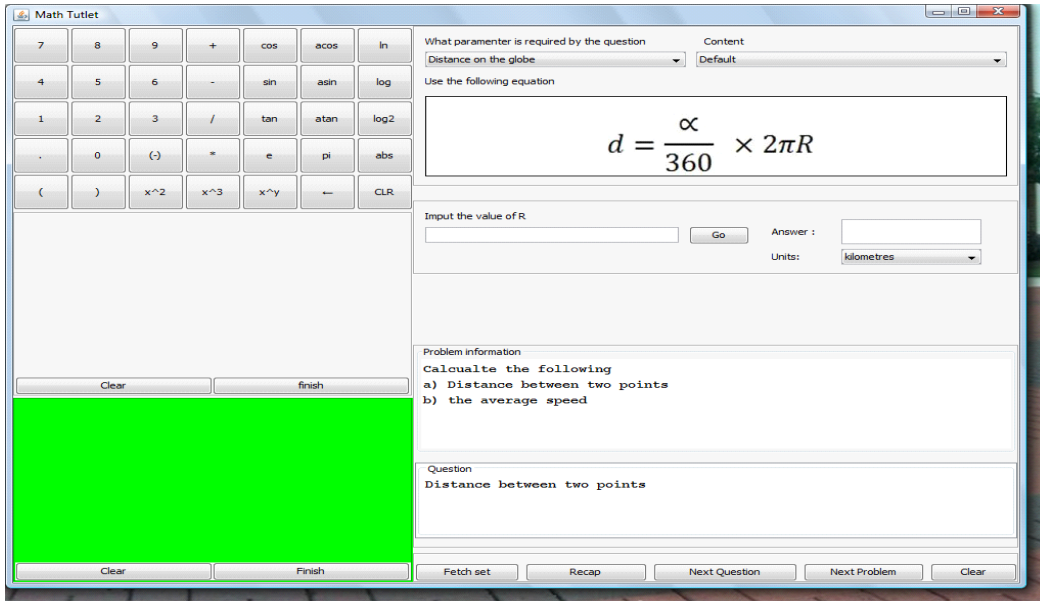 Math Tutlet
7 8 9 + cos acos ln
4 5 6 - sin asin log
1 2 3 / tan atan log2
. 0 (-) * e pi abs
( ) x^2 x^3 x^y ← CLR
Clear finish
Clear Finish
What paramenter is required by the question Content
Distance on the globe Default
Use the following equation
d = ∝/360 × 2πR
Imput the value of R
Go Answer :
Units: kilometres
Problem information
Calcualte the following
a) Distance between two points
b) the average speed
Question
Distance between two points
Fetch set Recap Next Question Next Problem Clear